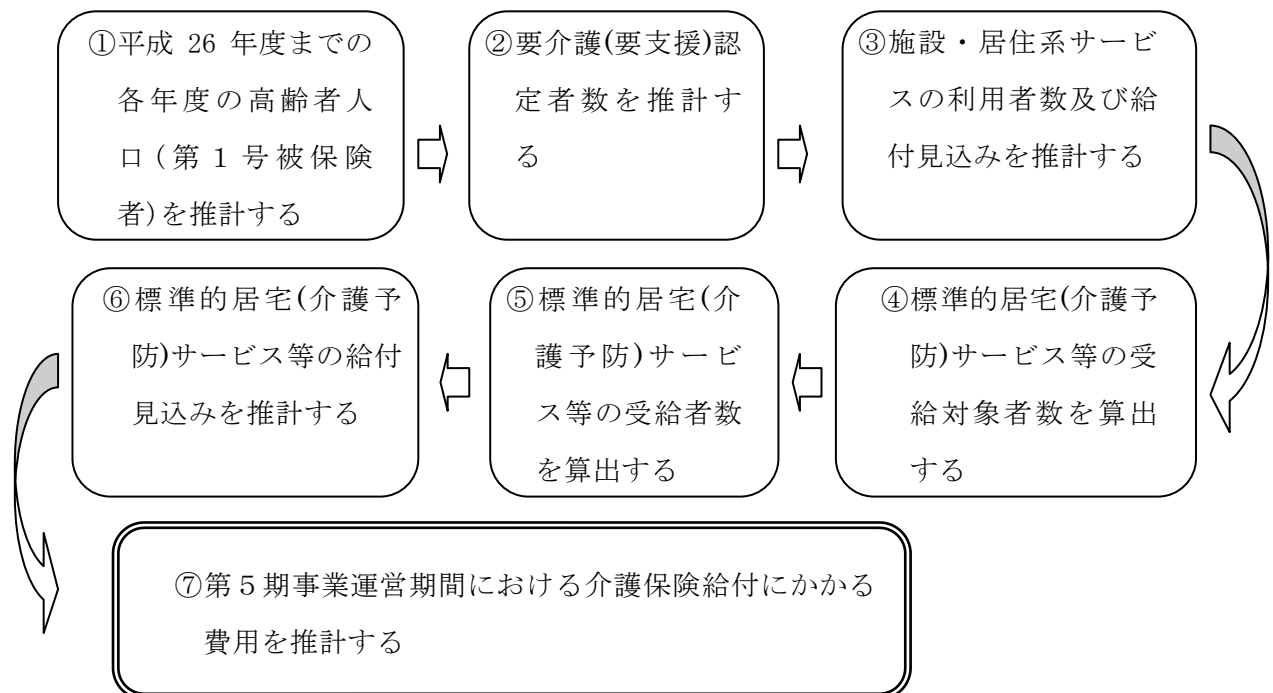 ①平成 26 年度までの
各年度の高齢者人
口(第1号被保険
者)を推計する
②要介護(要支援)認
定者数を推計す
る
③施設・居住系サービ
スの利用者数及び給
付見込みを推計する
④標準的居宅(介護予
防)サービス等の受
給対象者数を算出
する
⑤標準的居宅(介
護予防)サービ
ス等の受給者数
を算出する
⑥標準的居宅(介護予
防)サービス等の給付
見込みを推計する
⑦第5期事業運営期間における介護保険給付にかかる
費用を推計する